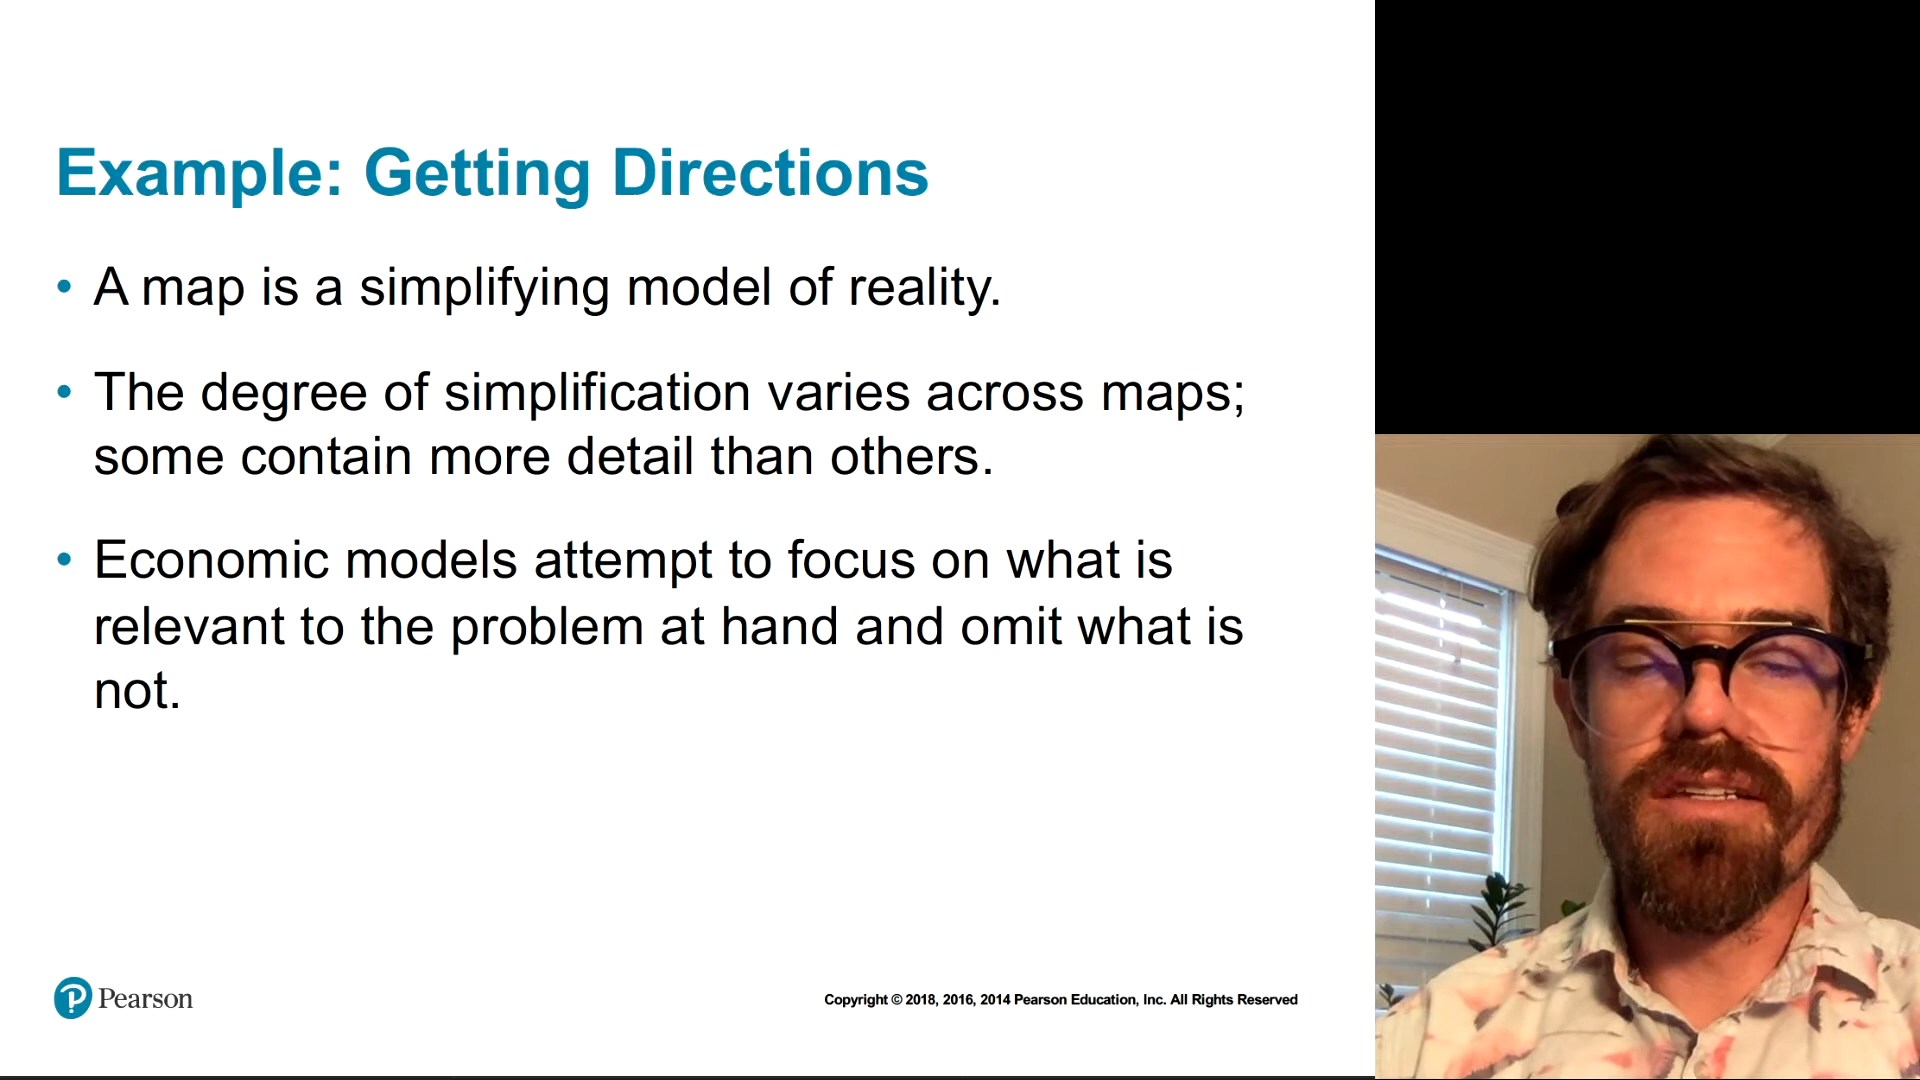 Example: Getting Directions
• A map is a simplifying model of reality.
• The degree of simplification varies across maps;
some contain more detail than others.
• Economic models attempt to focus on what is
relevant to the problem at hand and omit what is
not.
Pearson
Copyright © 2018, 2016, 2014 Pearson Education, Inc. All Rights Reserved